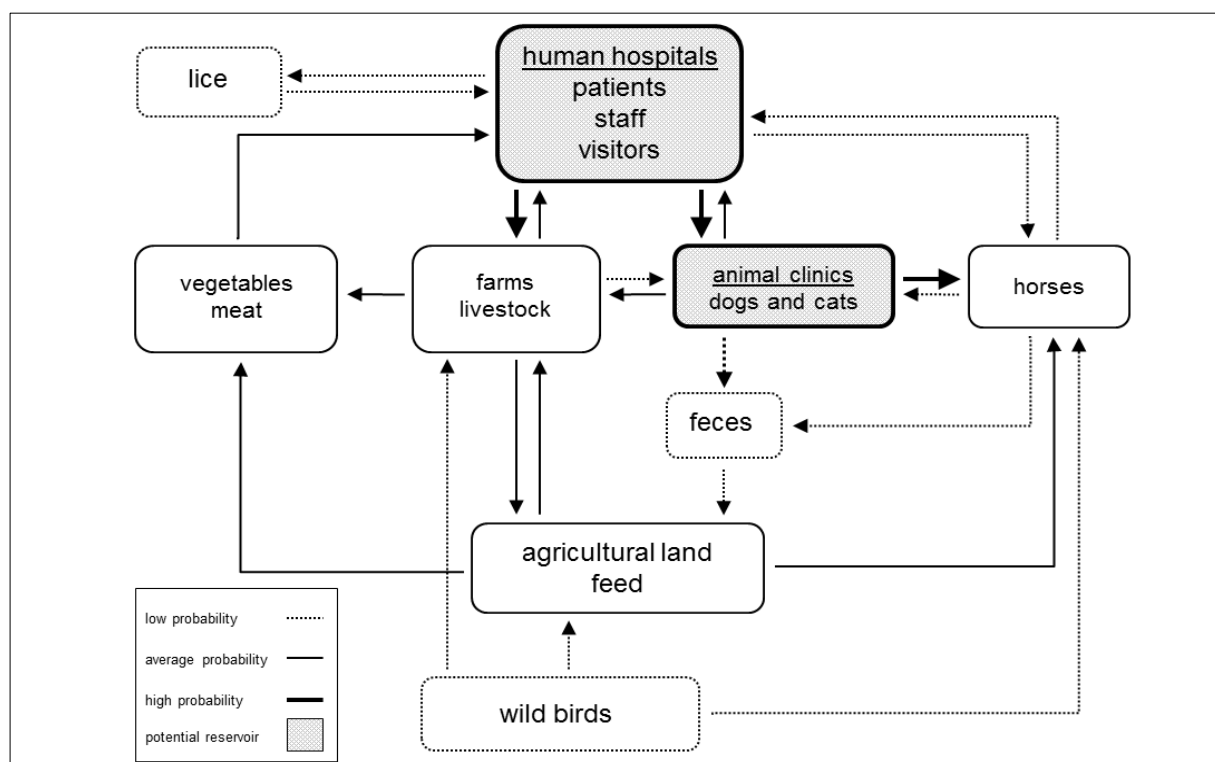 human hospitals
patients
staff
visitors
lice
vegetables
meat
farms
livestock
animal clinics
dogs and cats
horses
feces
agricultural land
feed
wild birds
low probability
average probability
high probability
potential reservoir